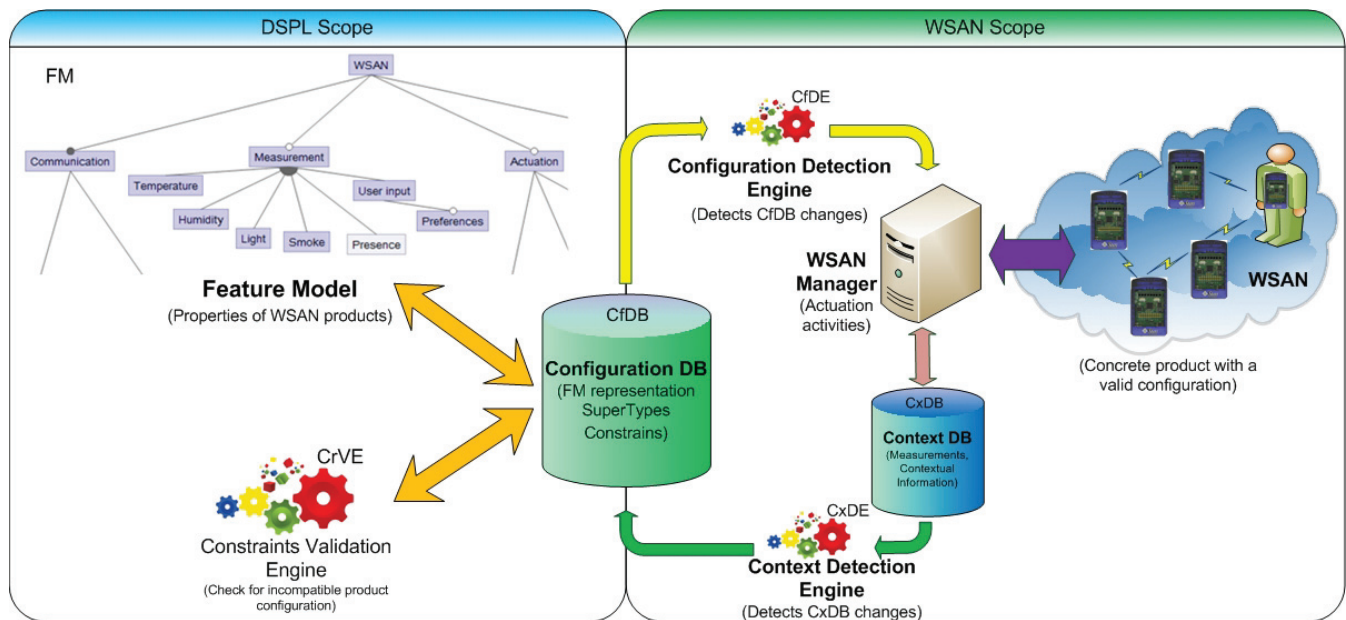 DSPL Scope
WSAN Scope
FM
WSAN
Communication
Measurement
Actuation
Temperature
Humidity
Light
Smoke
Presence
User input
Preferences
Feature Model
(Properties of WSAN products)
CrVE
Constraints Validation
Engine
(Check for incompatible product
configuration)
CfDB
Configuration DB
(FM representation
SuperTypes
Constrains)
CfDE
Configuration Detection
Engine
(Detects CfDB changes)
WSAN
Manager
(Actuation
activities)
WSAN
(Concrete product with a
valid configuration)
CxDB
Context DB
(Measurements,
Contextual
Information)
CxDE
Context Detection
Engine
(Detects CxDB changes)